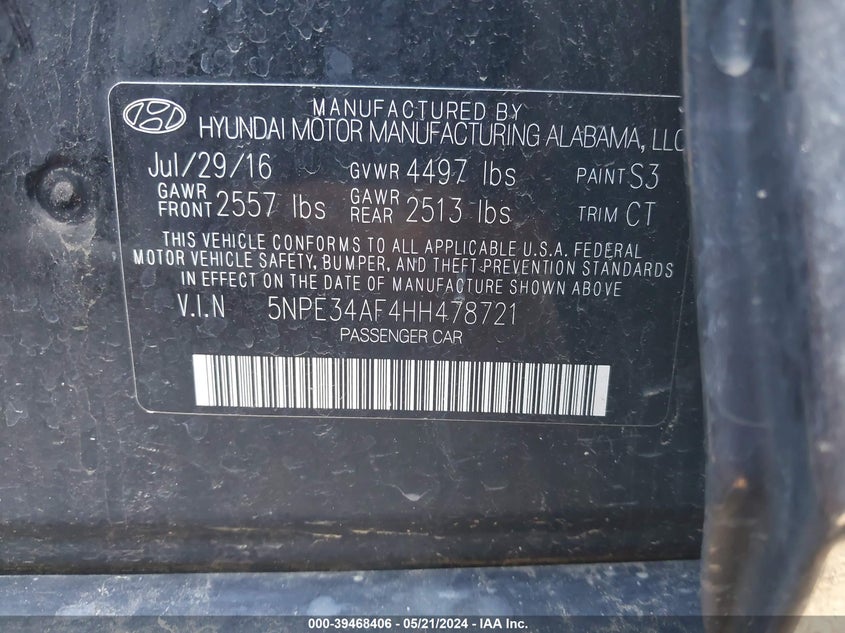 MANUFACTURED BY
HYUNDAI MOTOR MANUFACTURING ALABAMA, LLC
Jul/29/16 GVWR 4497 lbs PAINT S3
GAWR FRONT 2557 lbs GAWR REAR 2513 lbs TRIM CT
THIS VEHICLE CONFORMS TO ALL APPLICABLE U.S.A. FEDERAL
MOTOR VEHICLE SAFETY, BUMPER, AND THEFT PREVENTION STANDARDS
IN EFFECT ON THE DATE OF MANUFACTURE SHOWN ABOVE
V.I.N 5NPE34AF4HH478721
PASSENGER CAR
000-39468406 - 05/21/2024 - IAA Inc.